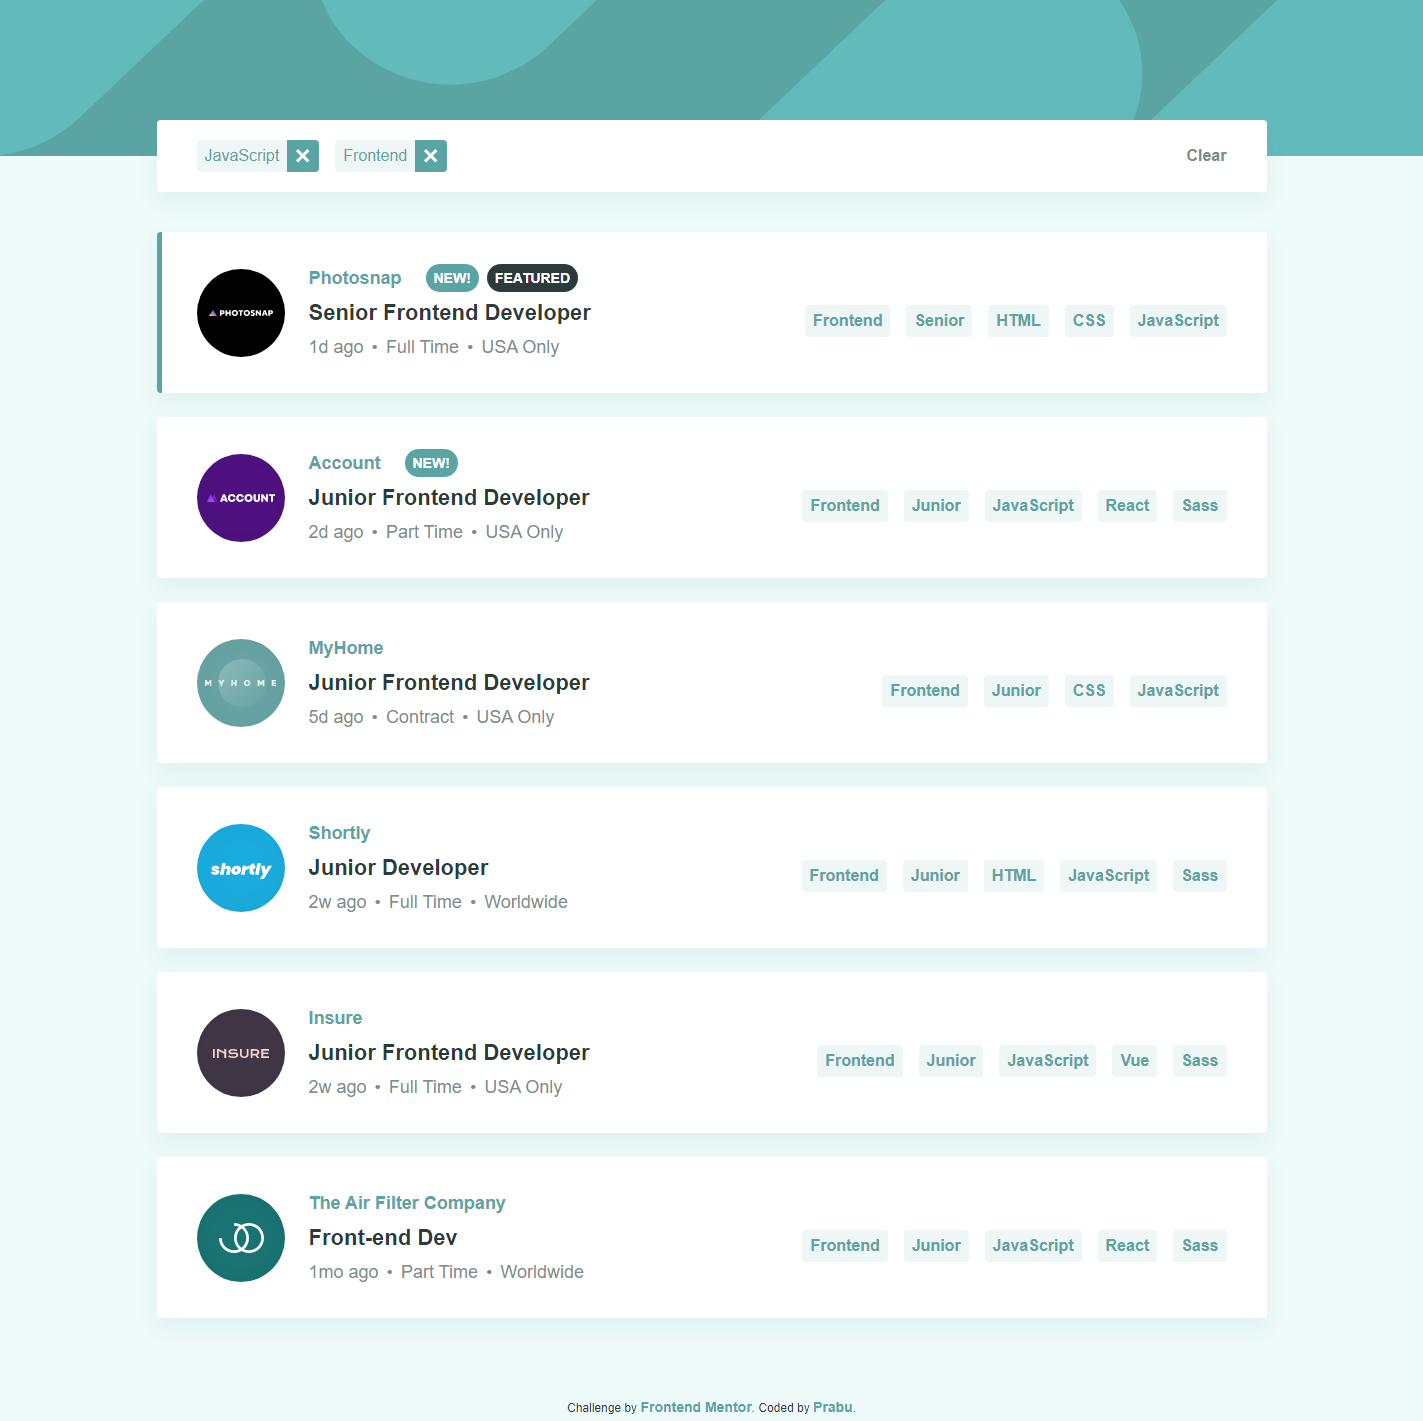 JavaScript Frontend Clear
Photosnap NEW! FEATURED
PHOTOSNAP
Senior Frontend Developer
Frontend Senior HTML CSS JavaScript
1d ago • Full Time • USA Only
Account NEW!
ACCOUNT
Junior Frontend Developer
Frontend Junior JavaScript React Sass
2d ago • Part Time • USA Only
MyHome
MYHOME
Junior Frontend Developer
Frontend Junior CSS JavaScript
5d ago • Contract • USA Only
Shortly
shortly
Junior Developer
Frontend Junior HTML JavaScript Sass
2w ago • Full Time • Worldwide
Insure
INSURE
Junior Frontend Developer
Frontend Junior JavaScript Vue Sass
2w ago • Full Time • USA Only
The Air Filter Company
Front-end Dev
Frontend Junior JavaScript React Sass
1mo ago • Part Time • Worldwide
Challenge by Frontend Mentor. Coded by Prabu.